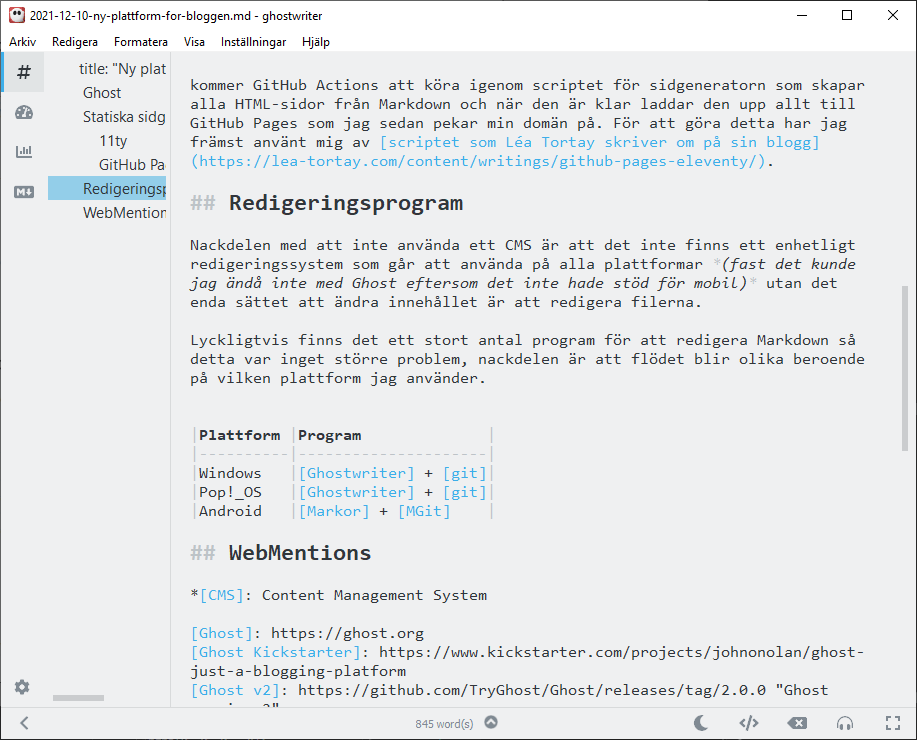 2021-12-10-ny-plattform-for-bloggen.md - ghostwriter
Arkiv Redigera Formatera Visa Inställningar Hjälp
title: "Ny plat
Ghost
Statiska sidg
11ty
GitHub Pa
Redigeringsp
WebMention
kommer GitHub Actions att köra igenom scriptet för sidgeneratorn som skapar
alla HTML-sidor från Markdown och när den är klar laddar den upp allt till
GitHub Pages som jag sedan pekar min domän på. För att göra detta har jag
främst använt mig av [scriptet som Léa Tortay skriver om på sin blogg]
(https://lea-tortay.com/content/writings/github-pages-eleventy/).
## Redigeringsprogram
Nackdelen med att inte använda ett CMS är att det inte finns ett enhetligt
redigeringssystem som går att använda på alla plattformar *(fast det kunde
jag ändå inte med Ghost eftersom det inte hade stöd för mobil)* utan det
enda sättet att ändra innehållet är att redigera filerna.
Lyckligtvis finns det ett stort antal program för att redigera Markdown så
detta var inget större problem, nackdelen är att flödet blir olika beroende
på vilken plattform jag använder.
|Plattform |Program              |
|----------|---------------------|
|Windows   |[Ghostwriter] + [git]|
|Pop!_OS   |[Ghostwriter] + [git]|
|Android   |[Markor] + [MGit]    |
## WebMentions
*[CMS]: Content Management System
[Ghost]: https://ghost.org
[Ghost Kickstarter]: https://www.kickstarter.com/projects/johnonolan/ghost-
just-a-blogging-platform
[Ghost v2]: https://github.com/TryGhost/Ghost/releases/tag/2.0.0 "Ghost
845 word(s)